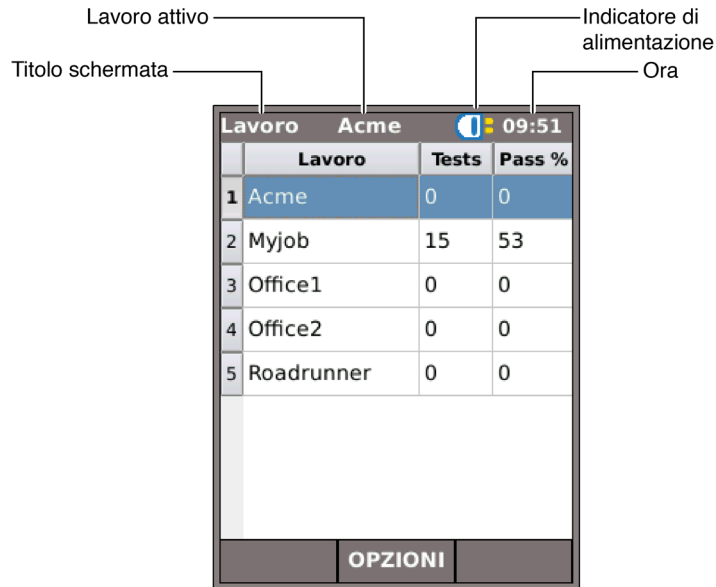 Lavoro attivo
Indicatore di
alimentazione
Titolo schermata
Ora
Lavoro Acme 09:51
Lavoro Tests Pass %
1 Acme 0 0
2 Myjob 15 53
3 Office1 0 0
4 Office2 0 0
5 Roadrunner 0 0
OPZIONI